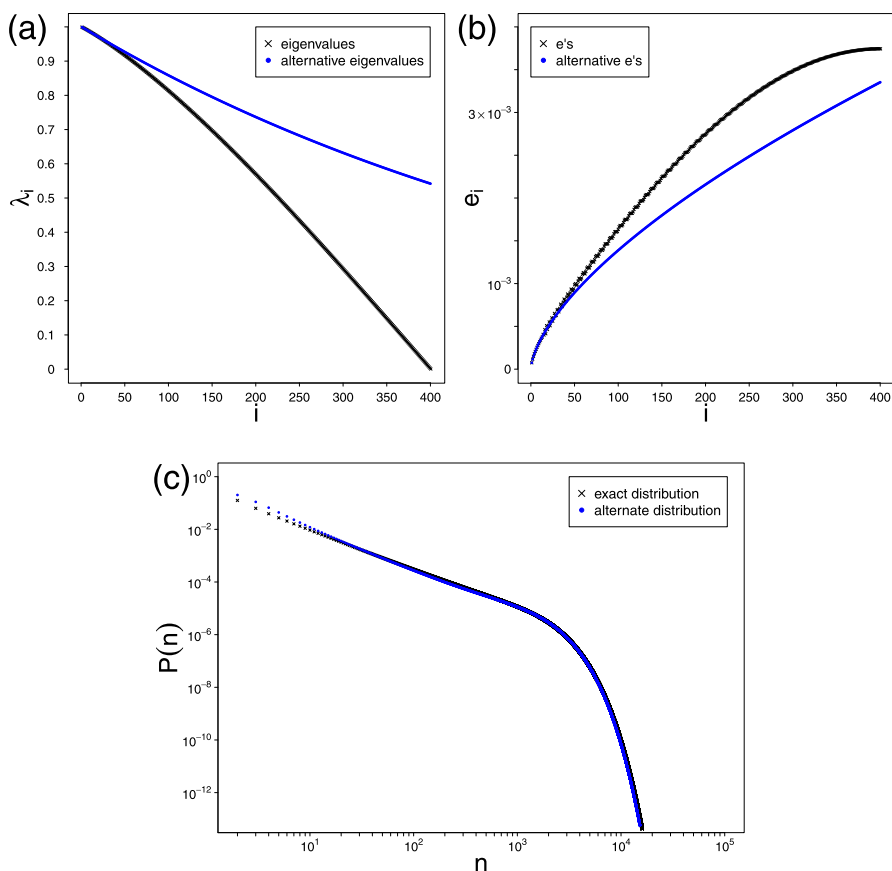 (a)
× eigenvalues
• alternative eigenvalues
λi
0.9
0.8
0.7
0.6
0.5
0.4
0.3
0.2
0.1
0
0 50 100 150 200 250 300 350 400
i
(b)
× e's
• alternative e's
ei
3×10⁻³
10⁻³
0
0 50 100 150 200 250 300 350 400
i
(c)
× exact distribution
• alternate distribution
P(n)
10⁰
10⁻²
10⁻⁴
10⁻⁶
10⁻⁸
10⁻¹⁰
10⁻¹²
10¹ 10² 10³ 10⁴ 10⁵
n